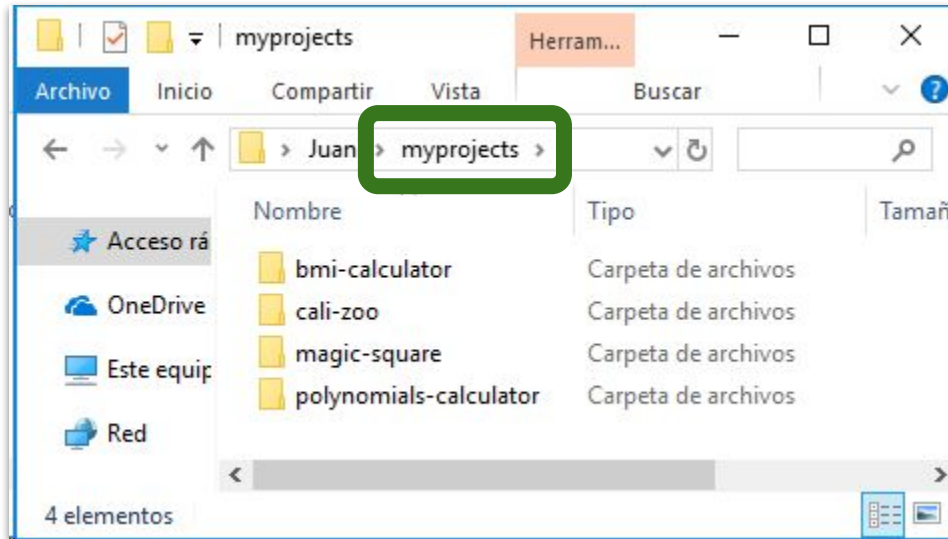 myprojects Herram...
Archivo Inicio Compartir Vista Buscar
Juan myprojects
Nombre Tipo Tamañ
Acceso rá
bmi-calculator Carpeta de archivos
OneDrive cali-zoo Carpeta de archivos
magic-square Carpeta de archivos
Este equip
polynomials-calculator Carpeta de archivos
Red
4 elementos